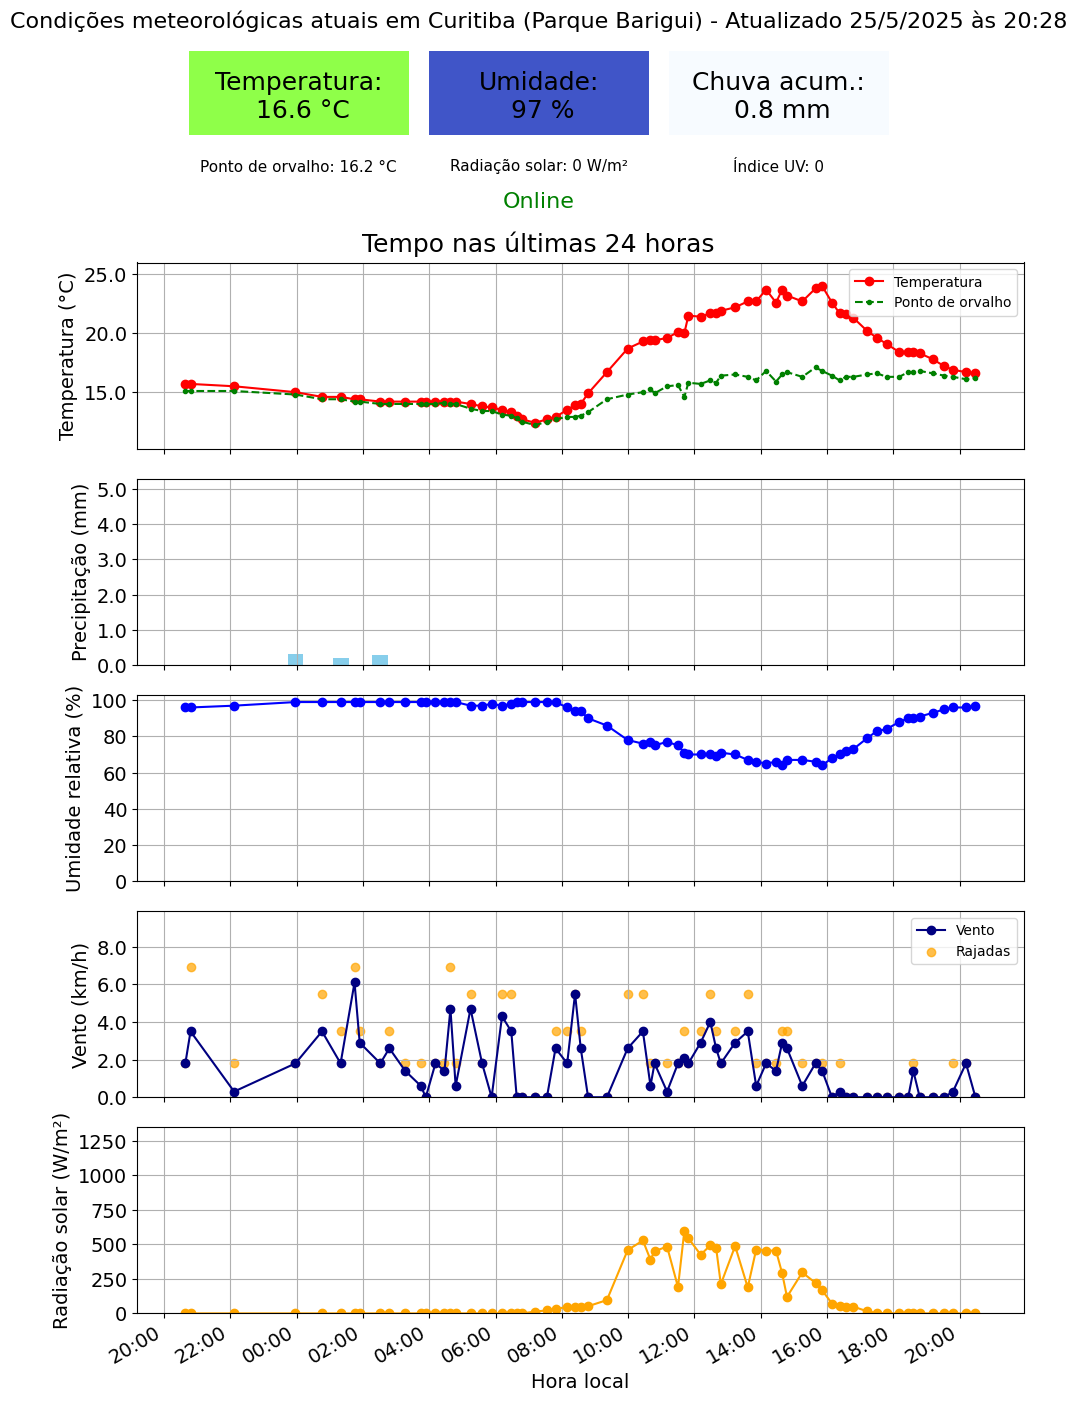 Condições meteorológicas atuais em Curitiba (Parque Barigui) - Atualizado 25/5/2025 às 20:28
Temperatura:
16.6 °C
Umidade:
97 %
Chuva acum.:
0.8 mm
Ponto de orvalho: 16.2 °C
Radiação solar: 0 W/m²
Índice UV: 0
Online
Tempo nas últimas 24 horas
Temperatura (°C)
25.0
20.0
15.0
Temperatura
Ponto de orvalho
Precipitação (mm)
5.0
4.0
3.0
2.0
1.0
0.0
Umidade relativa (%)
100
80
60
40
20
0
Vento (km/h)
8.0
6.0
4.0
2.0
0.0
Vento
Rajadas
Radiação solar (W/m²)
1250
1000
750
500
250
0
20:00
22:00
00:00
02:00
04:00
06:00
08:00
10:00
12:00
14:00
16:00
18:00
20:00
Hora local